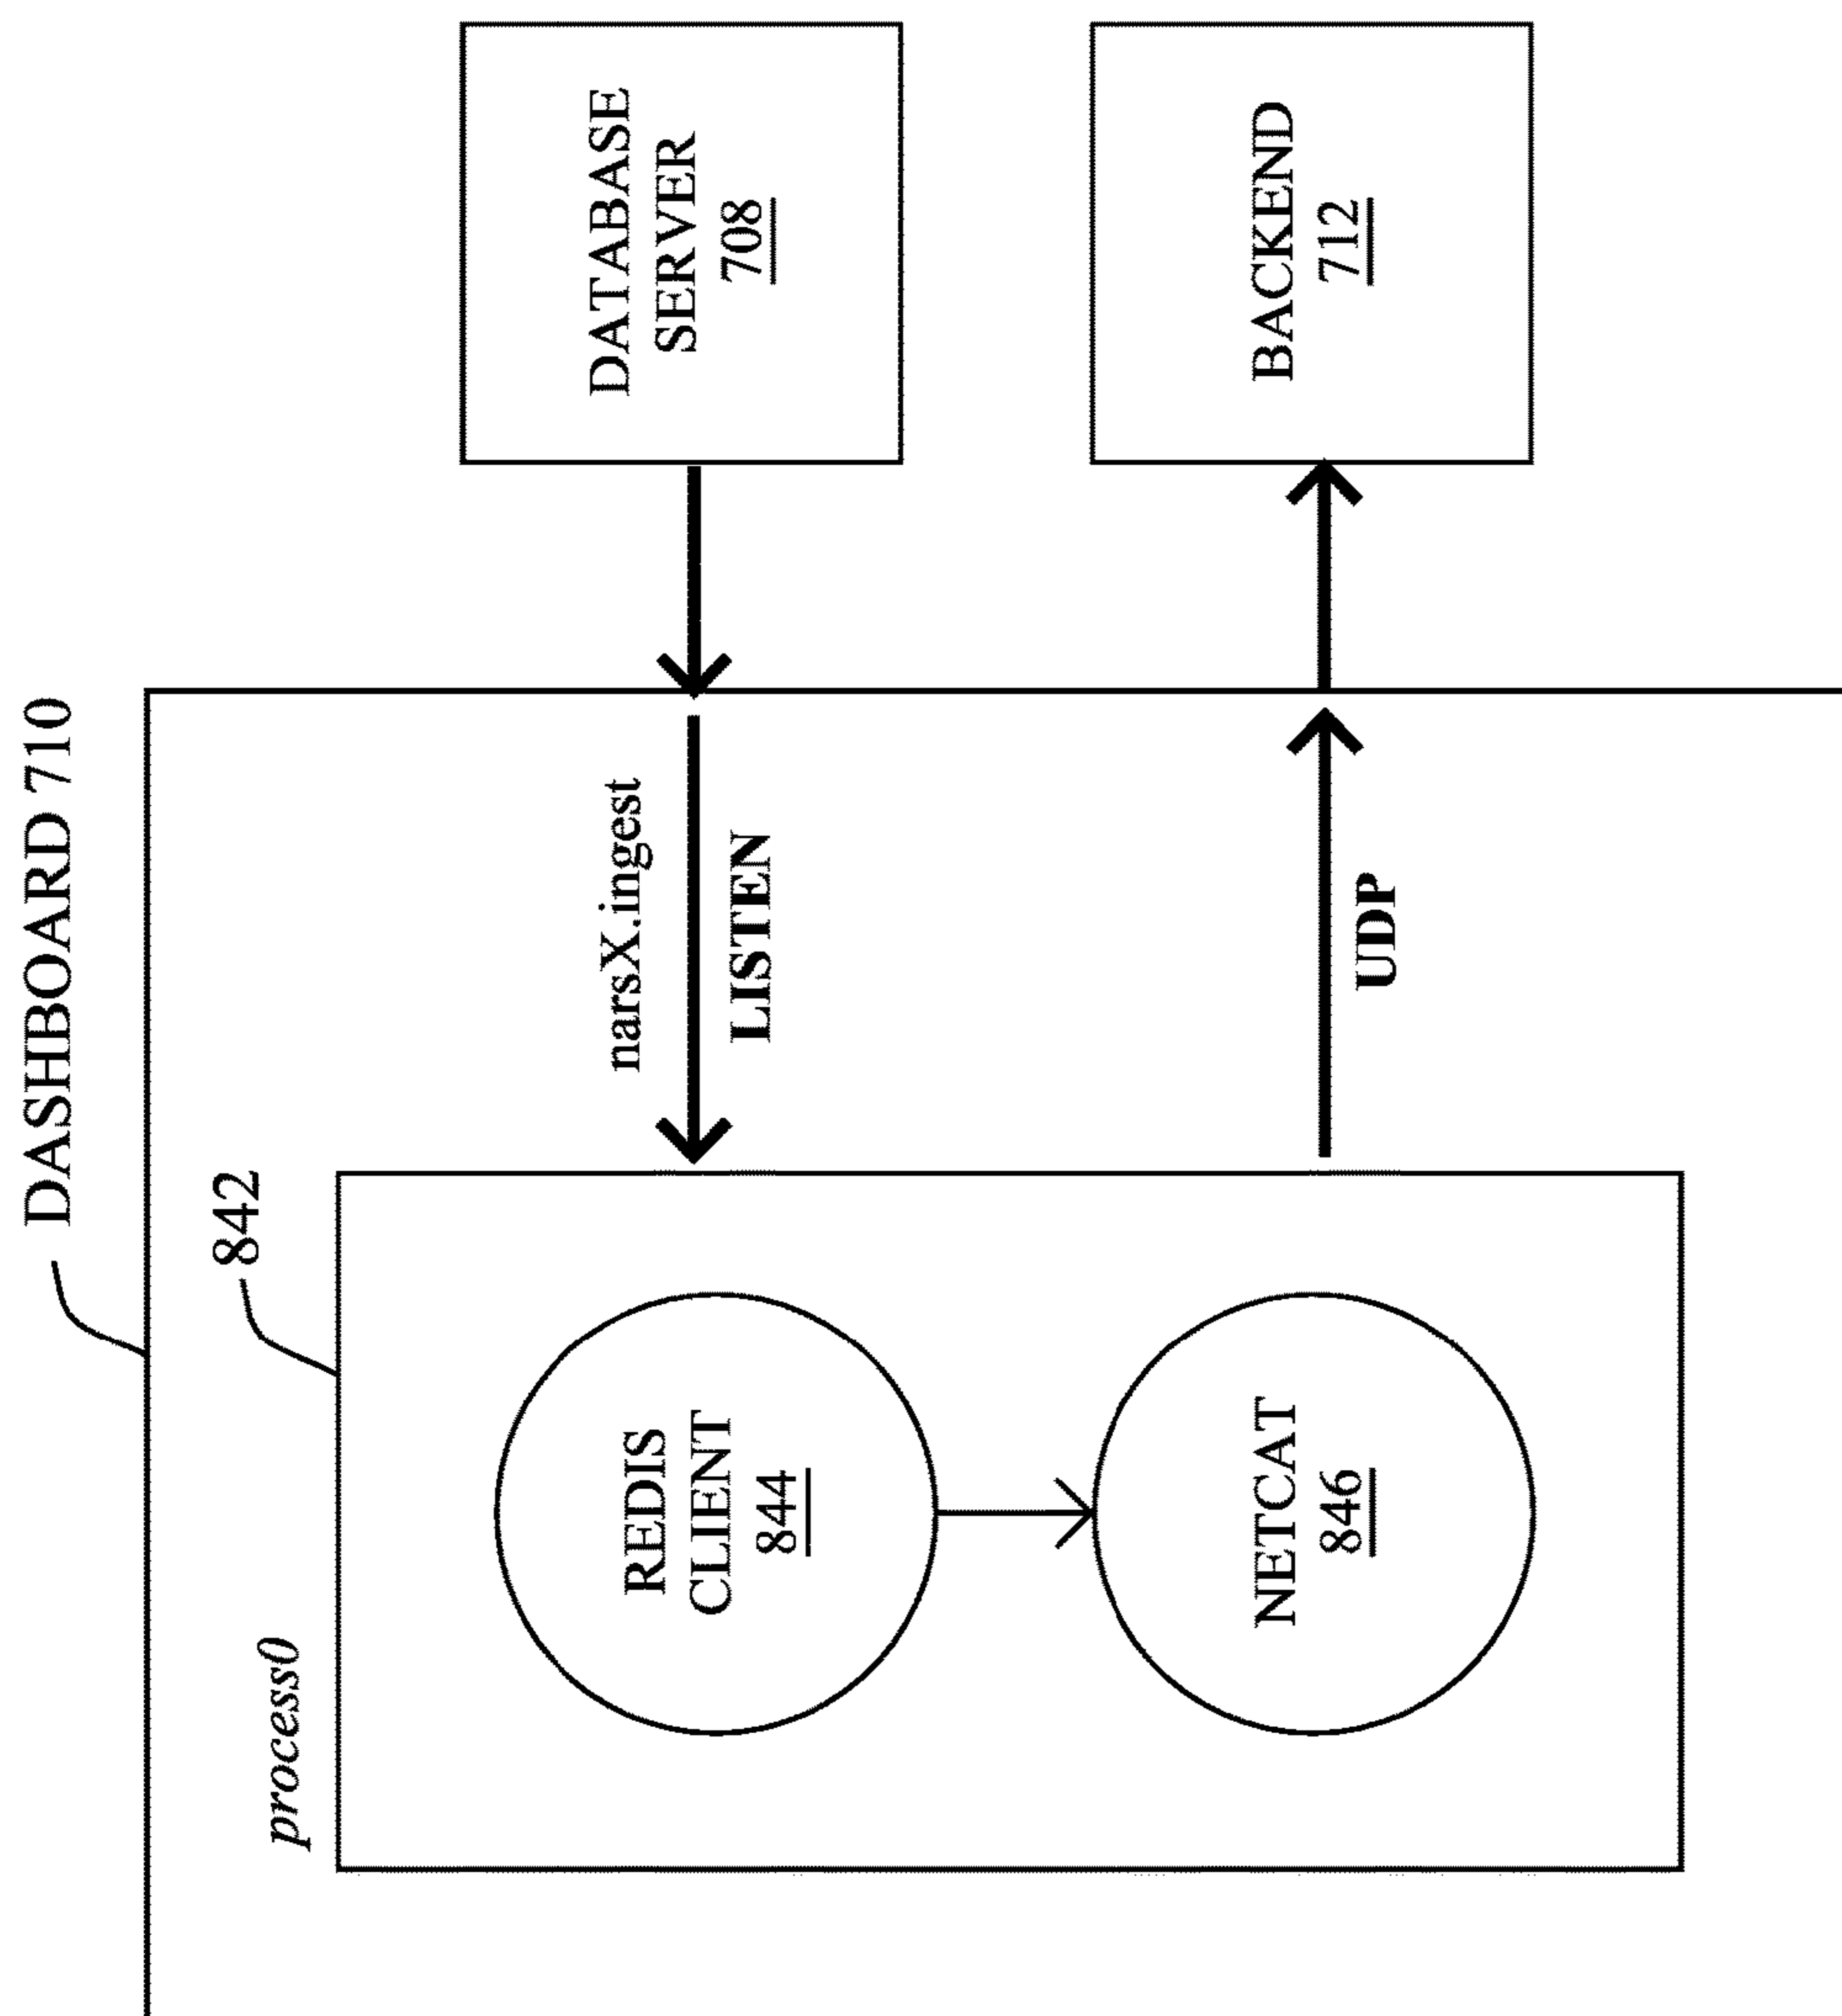 DASHBOARD 710
842
process0
REDIS
CLIENT
844
NETCAT
846
narsX.ingest
LISTEN
UDP
DATABASE
SERVER
708
BACKEND
712